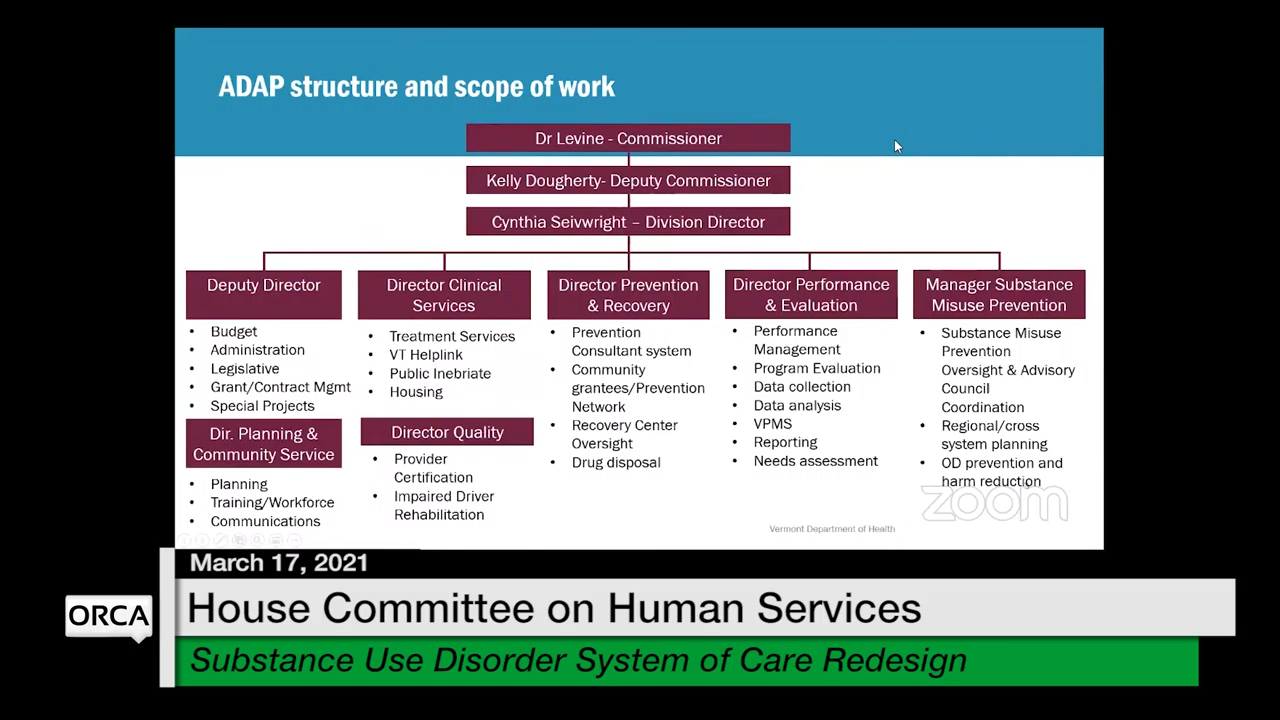 ADAP structure and scope of work
Dr Levine - Commissioner
Kelly Dougherty- Deputy Commissioner
Cynthia Seivwright – Division Director
Deputy Director
• Budget
• Administration
• Legislative
• Grant/Contract Mgmt
• Special Projects
Dir. Planning &
Community Service
• Planning
• Training/Workforce
• Communications
Director Clinical
Services
• Treatment Services
• VT Helplink
• Public Inebriate
• Housing
Director Quality
• Provider
Certification
• Impaired Driver
Rehabilitation
Director Prevention
& Recovery
• Prevention
Consultant system
• Community
grantees/Prevention
Network
• Recovery Center
Oversight
• Drug disposal
Director Performance
& Evaluation
• Performance
Management
• Program Evaluation
• Data collection
• Data analysis
• VPMS
• Reporting
• Needs assessment
Manager Substance
Misuse Prevention
• Substance Misuse
Prevention
Oversight & Advisory
Council
Coordination
• Regional/cross
system planning
• OD prevention and
harm reduction
zoom
Vermont Department of Health
March 17, 2021
ORCA
House Committee on Human Services
Substance Use Disorder System of Care Redesign